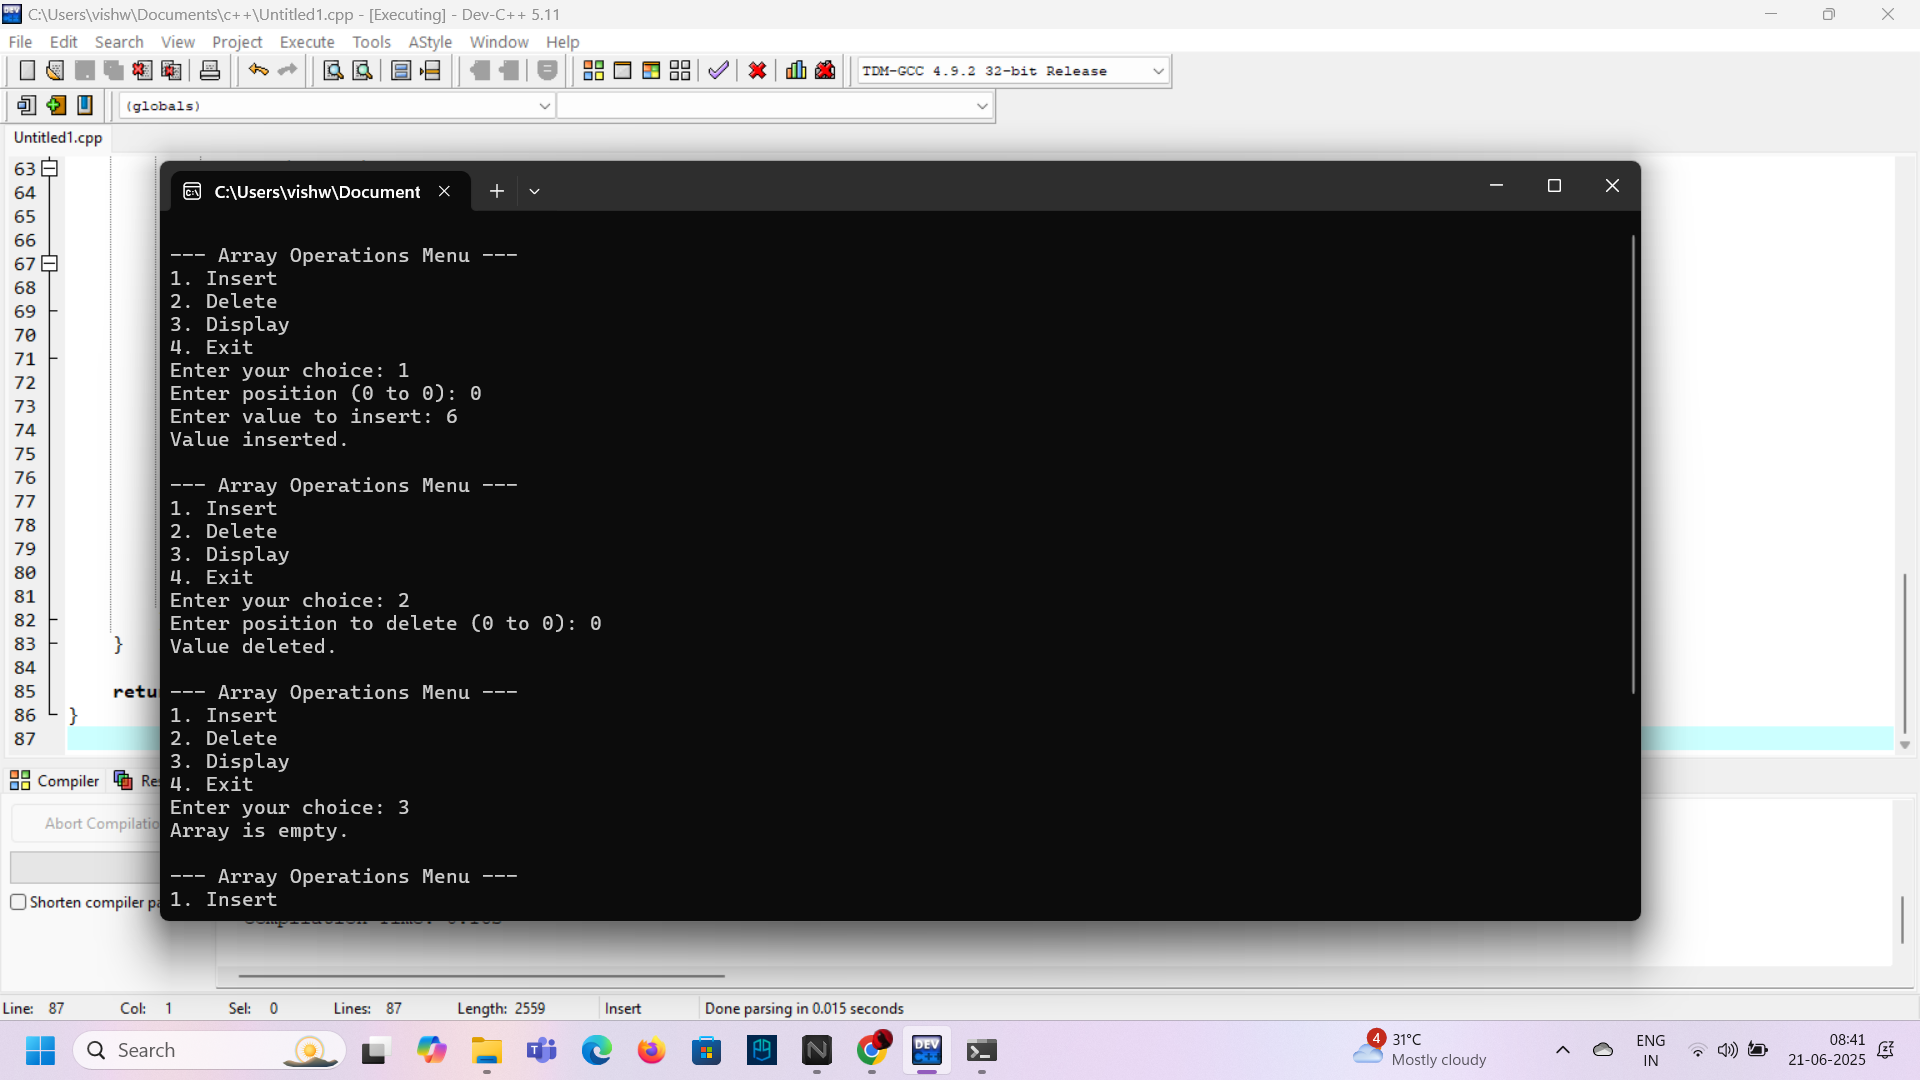 C:\Users\vishw\Documents\c++\Untitled1.cpp - [Executing] - Dev-C++ 5.11
File Edit Search View Project Execute Tools AStyle Window Help
TDM-GCC 4.9.2 32-bit Release
(globals)
Untitled1.cpp
C:\Users\vishw\Document
63
64
65
66
67
68
69
70
71
72
73
74
75
76
77
78
79
80
81
82
83 }
84
85 retu
86 }
87
--- Array Operations Menu ---
1. Insert
2. Delete
3. Display
4. Exit
Enter your choice: 1
Enter position (0 to 0): 0
Enter value to insert: 6
Value inserted.
--- Array Operations Menu ---
1. Insert
2. Delete
3. Display
4. Exit
Enter your choice: 2
Enter position to delete (0 to 0): 0
Value deleted.
--- Array Operations Menu ---
1. Insert
2. Delete
3. Display
4. Exit
Enter your choice: 3
Array is empty.
--- Array Operations Menu ---
1. Insert
Compiler Res
Abort Compilatio
Shorten compiler pa
Line: 87 Col: 1 Sel: 0 Lines: 87 Length: 2559 Insert Done parsing in 0.015 seconds
Search
DEV C++
4 31°C
Mostly cloudy
ENG
IN
08:41
21-06-2025